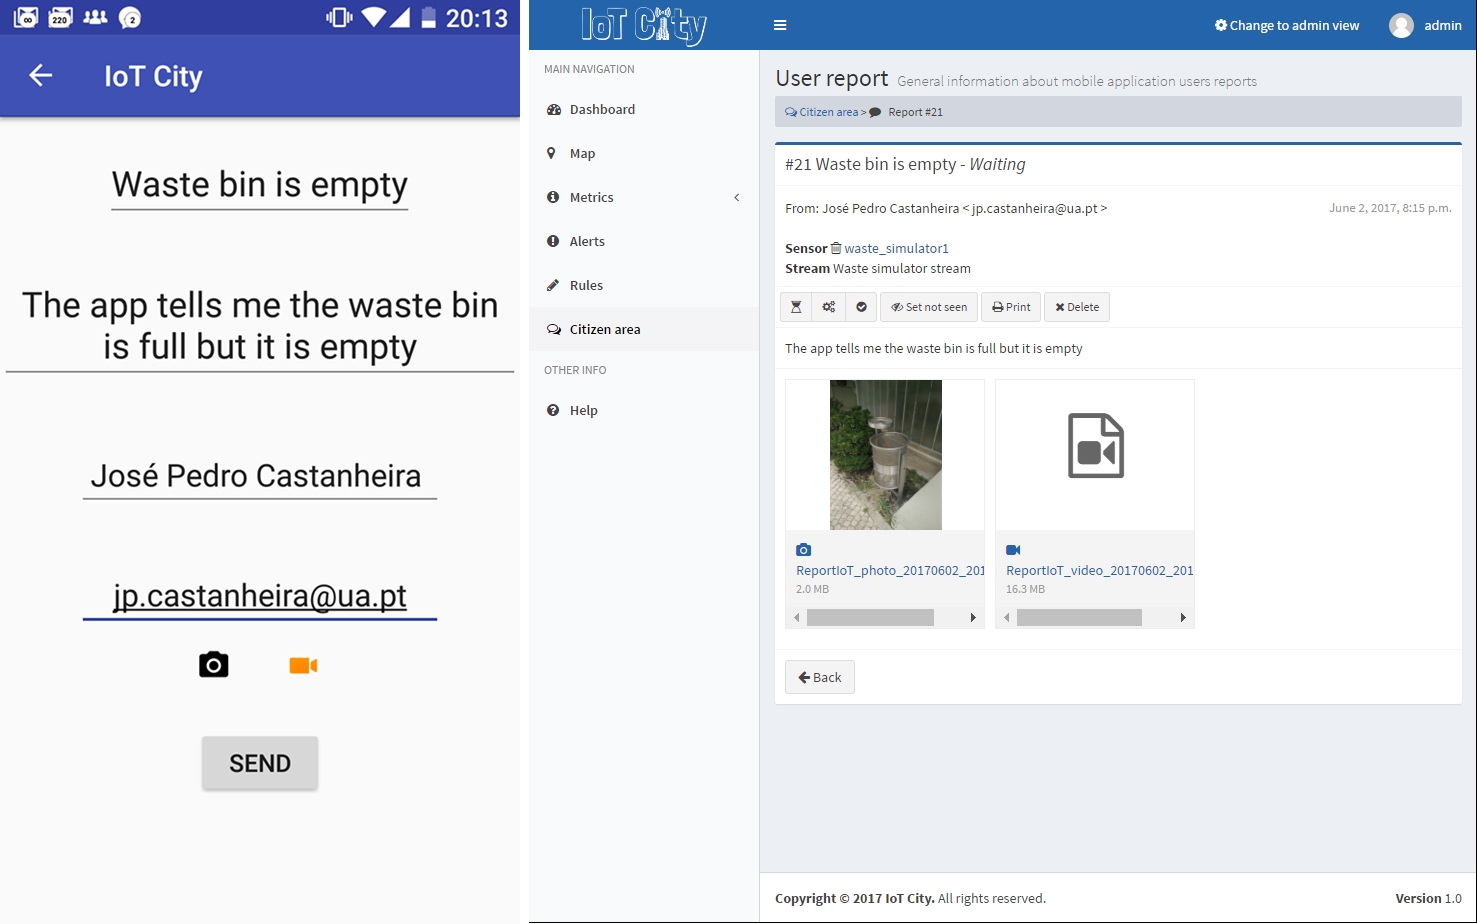 20:13
IoT City
Waste bin is empty
The app tells me the waste bin
is full but it is empty
José Pedro Castanheira
jp.castanheira@ua.pt
SEND
IoT City
Change to admin view
admin
MAIN NAVIGATION
Dashboard
Map
Metrics
Alerts
Rules
Citizen area
OTHER INFO
Help
User report General information about mobile application users reports
Citizen area > Report #21
#21 Waste bin is empty - Waiting
From: José Pedro Castanheira < jp.castanheira@ua.pt >
June 2, 2017, 8:15 p.m.
Sensor waste_simulator1
Stream Waste simulator stream
Set not seen
Print
Delete
The app tells me the waste bin is full but it is empty
ReportIoT_photo_20170602_201
2.0 MB
ReportIoT_video_20170602_201
16.3 MB
Back
Copyright © 2017 IoT City. All rights reserved.
Version 1.0